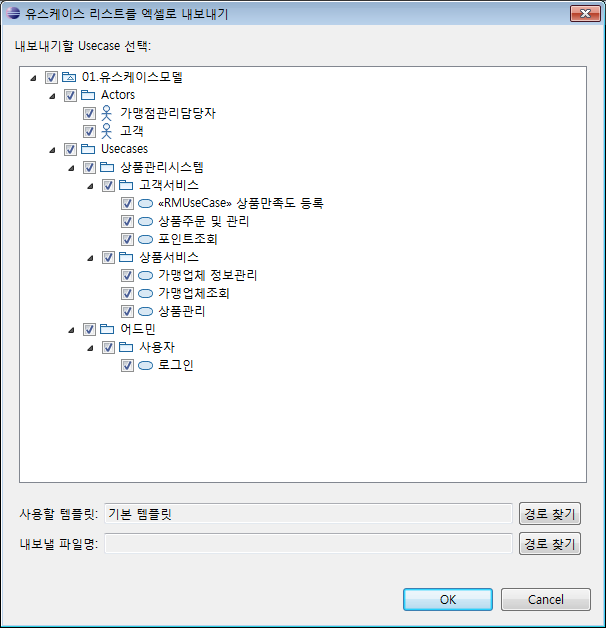 유스케이스 리스트를 엑셀로 내보내기
내보내기할 Usecase 선택:
01.유스케이스모델
Actors
가맹점관리담당자
고객
Usecases
상품관리시스템
고객서비스
«RMUseCase» 상품만족도 등록
상품주문 및 관리
포인트조회
상품서비스
가맹업체 정보관리
가맹업체조회
상품관리
어드민
사용자
로그인
사용할 템플릿: 기본 템플릿 경로 찾기
내보낼 파일명: 경로 찾기
OK Cancel